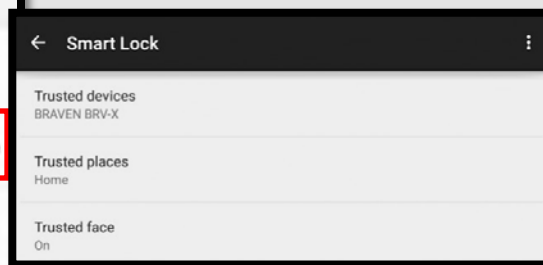 Smart Lock
Trusted devices
BRAVEN BRV-X
Trusted places
Home
Trusted face
On